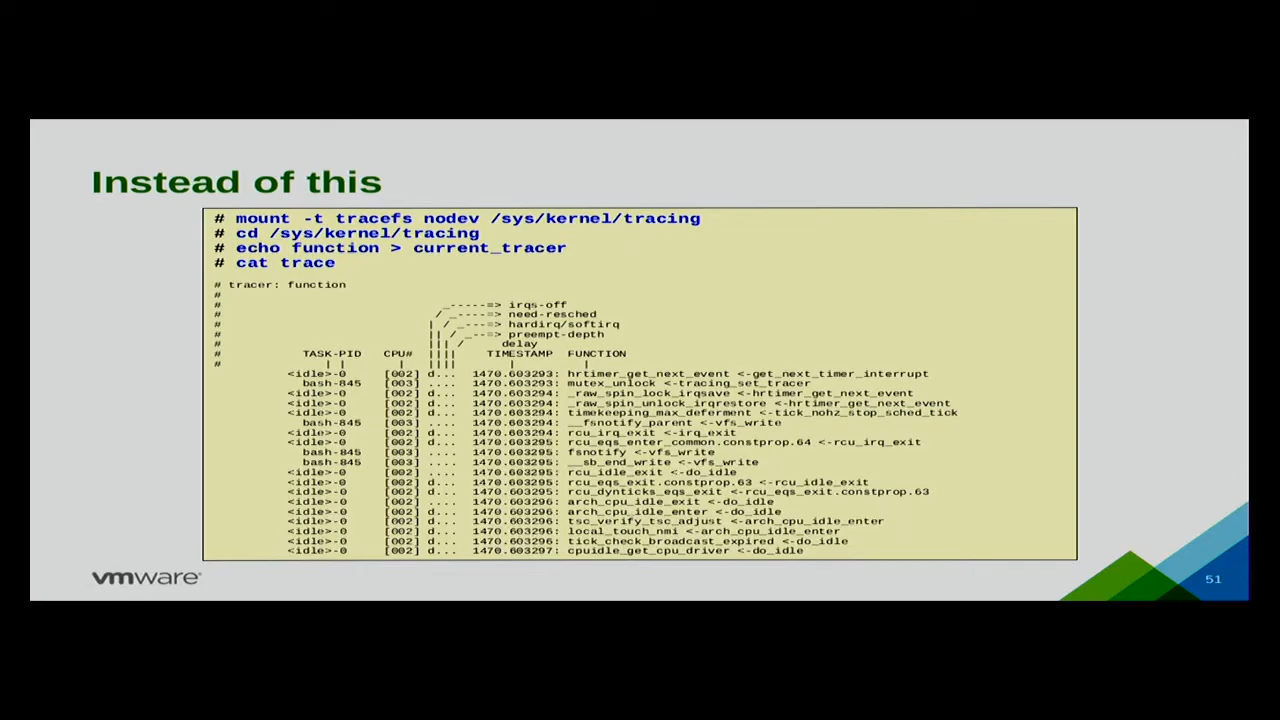 Instead of this
# mount -t tracefs nodev /sys/kernel/tracing
# cd /sys/kernel/tracing
# echo function > current_tracer
# cat trace
# tracer: function
#
#                              _-----=> irqs-off
#                             / _----=> need-resched
#                            | / _---=> hardirq/softirq
#                            || / _--=> preempt-depth
#                            ||| /     delay
#           TASK-PID   CPU#  ||||    TIMESTAMP  FUNCTION
#              | |       |   ||||       |         |
          <idle>-0     [002] d...  1470.603293: hrtimer_get_next_event <-get_next_timer_interrupt
            bash-845   [003] ....  1470.603293: mutex_unlock <-tracing_set_tracer
          <idle>-0     [002] d...  1470.603294: _raw_spin_lock_irqsave <-hrtimer_get_next_event
          <idle>-0     [002] d...  1470.603294: _raw_spin_unlock_irqrestore <-hrtimer_get_next_event
          <idle>-0     [002] d...  1470.603294: timekeeping_max_deferment <-tick_nohz_stop_sched_tick
            bash-845   [003] ....  1470.603294: __fsnotify_parent <-vfs_write
          <idle>-0     [002] d...  1470.603294: rcu_irq_exit <-irq_exit
          <idle>-0     [002] d...  1470.603295: rcu_eqs_enter_common.constprop.64 <-rcu_irq_exit
            bash-845   [003] ....  1470.603295: fsnotify <-vfs_write
            bash-845   [003] ....  1470.603295: __sb_end_write <-vfs_write
          <idle>-0     [002] ....  1470.603295: rcu_idle_exit <-do_idle
          <idle>-0     [002] d...  1470.603295: rcu_eqs_exit.constprop.63 <-rcu_idle_exit
          <idle>-0     [002] d...  1470.603295: rcu_dynticks_eqs_exit <-rcu_eqs_exit.constprop.63
          <idle>-0     [002] ....  1470.603296: arch_cpu_idle_exit <-do_idle
          <idle>-0     [002] d...  1470.603296: arch_cpu_idle_enter <-do_idle
          <idle>-0     [002] d...  1470.603296: tsc_verify_tsc_adjust <-arch_cpu_idle_enter
          <idle>-0     [002] d...  1470.603296: local_touch_nmi <-arch_cpu_idle_enter
          <idle>-0     [002] d...  1470.603296: tick_check_broadcast_expired <-do_idle
          <idle>-0     [002] d...  1470.603297: cpuidle_get_cpu_driver <-do_idle
vmware
51